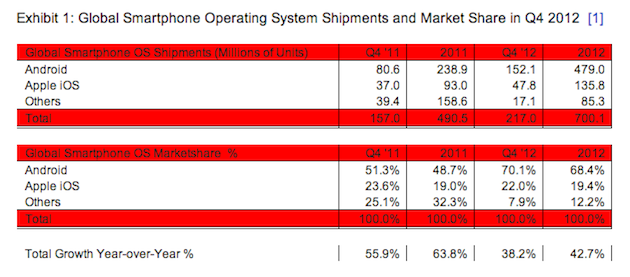 Exhibit 1: Global Smartphone Operating System Shipments and Market Share in Q4 2012 [1]
Global Smartphone OS Shipments (Millions of Units) Q4 '11 2011 Q4 '12 2012
Android 80.6 238.9 152.1 479.0
Apple iOS 37.0 93.0 47.8 135.8
Others 39.4 158.6 17.1 85.3
Total 157.0 490.5 217.0 700.1
Global Smartphone OS Marketshare % Q4 '11 2011 Q4 '12 2012
Android 51.3% 48.7% 70.1% 68.4%
Apple iOS 23.6% 19.0% 22.0% 19.4%
Others 25.1% 32.3% 7.9% 12.2%
Total 100.0% 100.0% 100.0% 100.0%
Total Growth Year-over-Year % 55.9% 63.8% 38.2% 42.7%